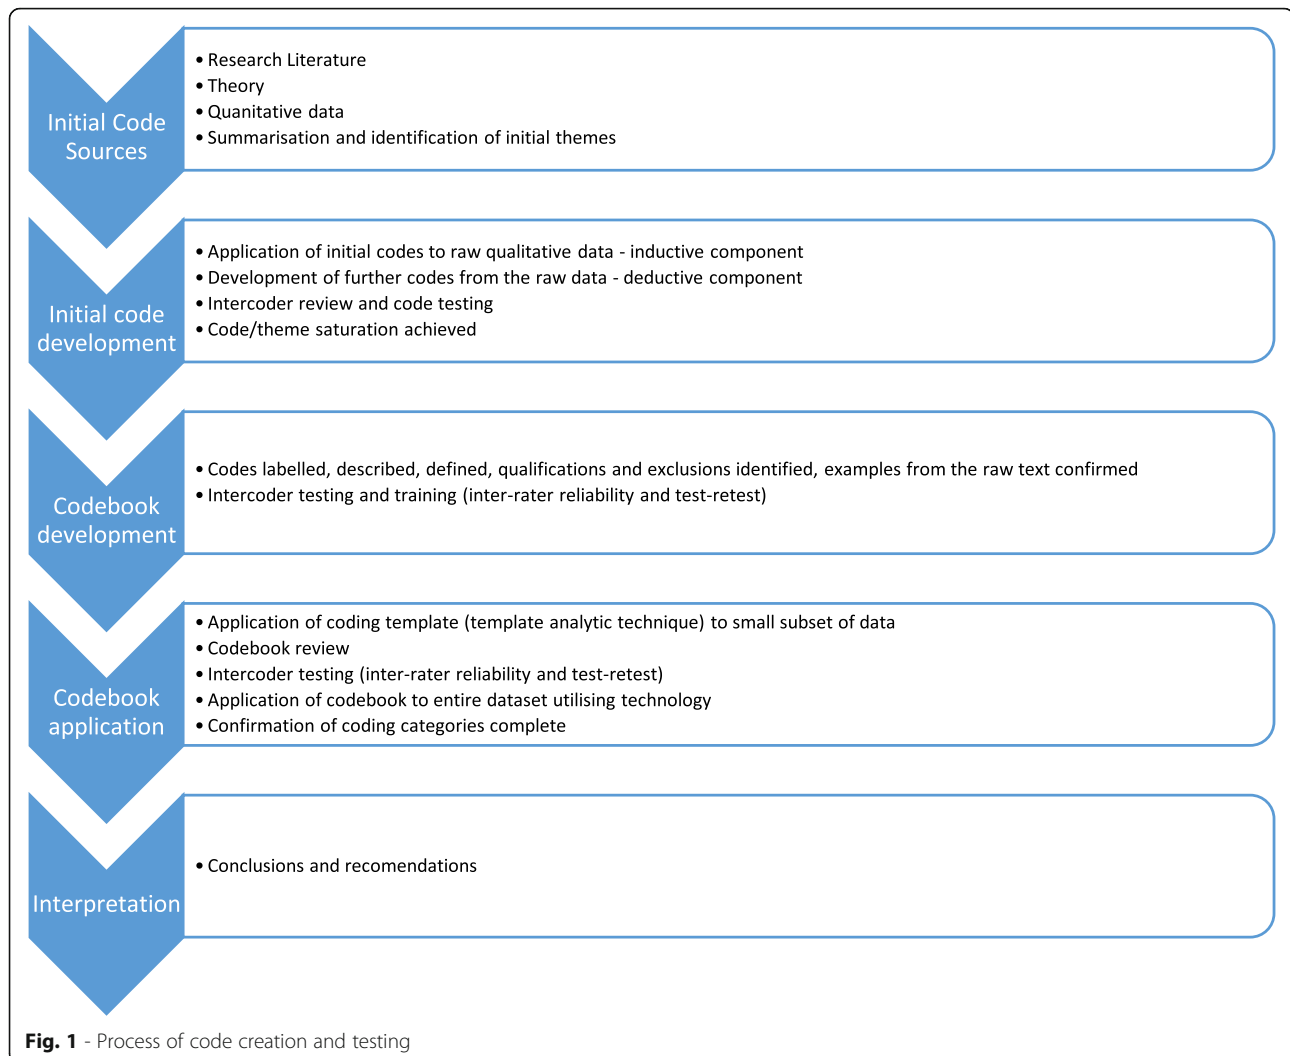 Initial Code
Sources
• Research Literature
• Theory
• Quanitative data
• Summarisation and identification of initial themes
Initial code
development
• Application of initial codes to raw qualitative data - inductive component
• Development of further codes from the raw data - deductive component
• Intercoder review and code testing
• Code/theme saturation achieved
Codebook
development
• Codes labelled, described, defined, qualifications and exclusions identified, examples from the raw text confirmed
• Intercoder testing and training (inter-rater reliability and test-retest)
Codebook
application
• Application of coding template (template analytic technique) to small subset of data
• Codebook review
• Intercoder testing (inter-rater reliability and test-retest)
• Application of codebook to entire dataset utilising technology
• Confirmation of coding categories complete
Interpretation
• Conclusions and recomendations
Fig. 1 - Process of code creation and testing